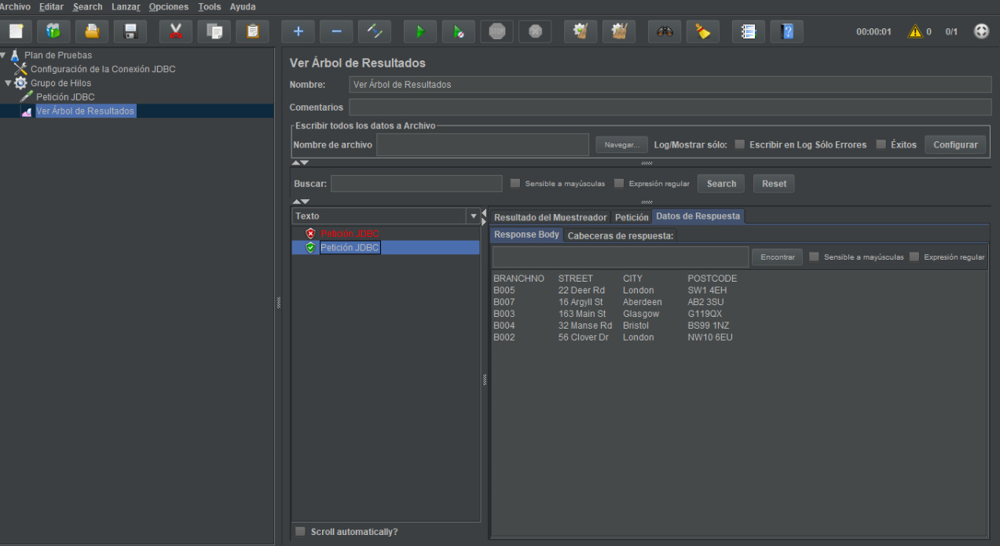 Archivo Editar Search Lanzar Opciones Tools Ayuda
00:00:01 0 0/1
Plan de Pruebas
Configuración de la Conexión JDBC
Grupo de Hilos
Petición JDBC
Ver Árbol de Resultados
Ver Árbol de Resultados
Nombre: Ver Árbol de Resultados
Comentarios
Escribir todos los datos a Archivo
Nombre de archivo Navegar... Log/Mostrar sólo: Escribir en Log Sólo Errores Éxitos Configurar
Buscar: Sensible a mayúsculas Expresión regular Search Reset
Texto
Petición JDBC
Petición JDBC
Scroll automatically?
Resultado del Muestreador Petición Datos de Respuesta
Response Body Cabeceras de respuesta:
Encontrar Sensible a mayúsculas Expresión regular
BRANCHNO STREET CITY POSTCODE
B005 22 Deer Rd London SW1 4EH
B007 16 Argyll St Aberdeen AB2 3SU
B003 163 Main St Glasgow G119QX
B004 32 Manse Rd Bristol BS99 1NZ
B002 56 Clover Dr London NW10 6EU